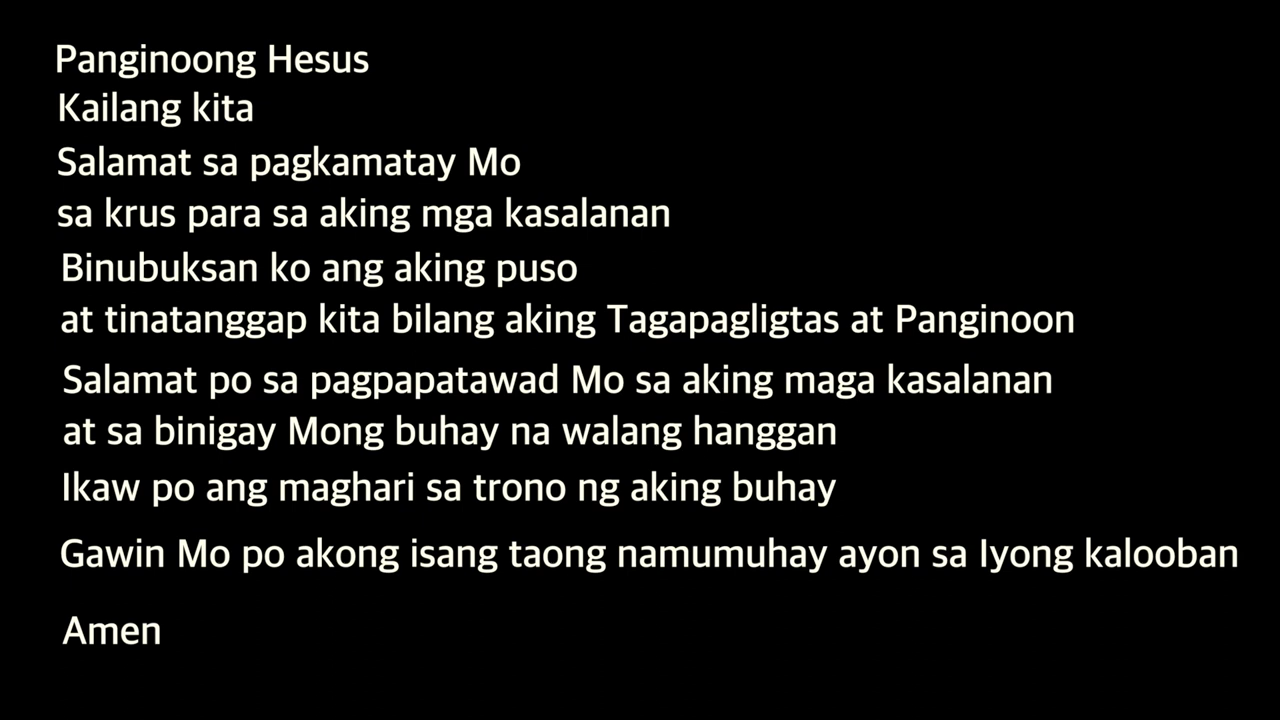 Panginoong Hesus
Kailang kita
Salamat sa pagkamatay Mo
sa krus para sa aking mga kasalanan
Binubuksan ko ang aking puso
at tinatanggap kita bilang aking Tagapagligtas at Panginoon
Salamat po sa pagpapatawad Mo sa aking maga kasalanan
at sa binigay Mong buhay na walang hanggan
Ikaw po ang maghari sa trono ng aking buhay
Gawin Mo po akong isang taong namumuhay ayon sa Iyong kalooban
Amen